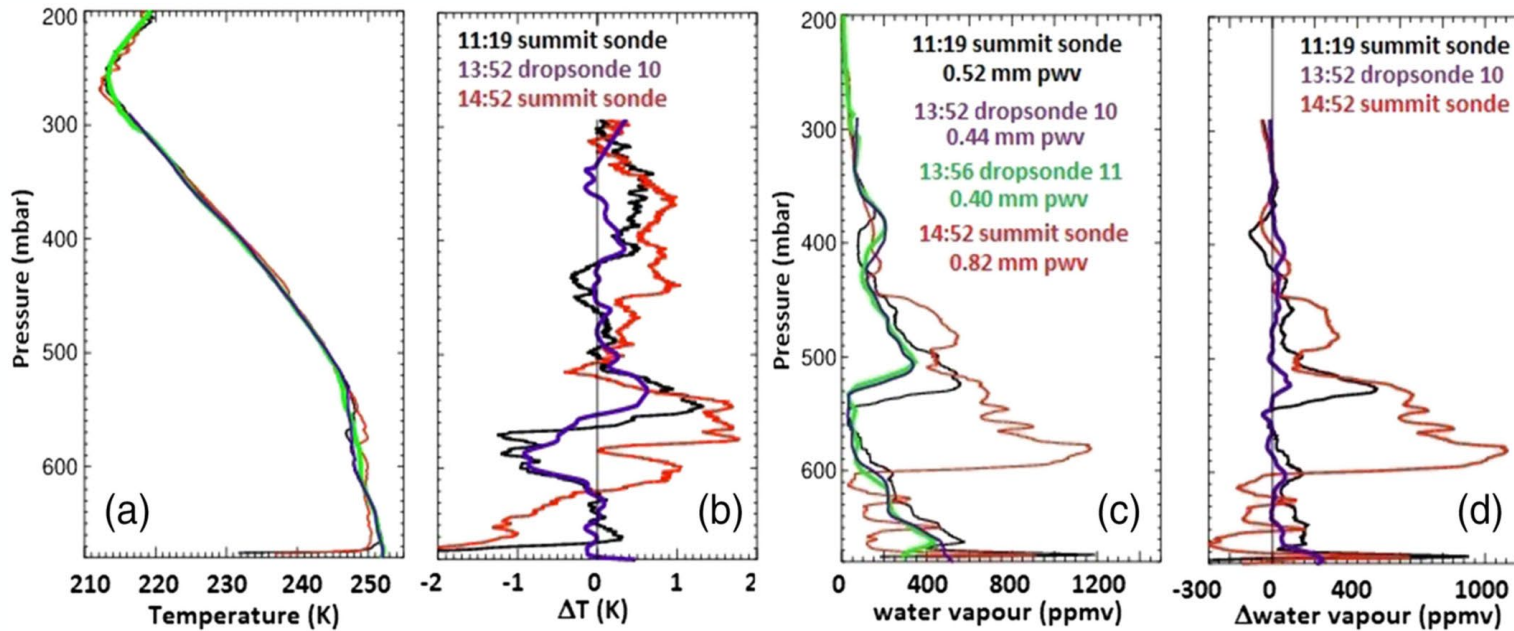 200
300
400
500
600
Pressure (mbar)
(a)
210 220 230 240 250
Temperature (K)
11:19 summit sonde
13:52 dropsonde 10
14:52 summit sonde
(b)
-2 -1 0 1 2
ΔT (K)
200
300
400
500
600
Pressure (mbar)
11:19 summit sonde
0.52 mm pwv
13:52 dropsonde 10
0.44 mm pwv
13:56 dropsonde 11
0.40 mm pwv
14:52 summit sonde
0.82 mm pwv
(c)
0 400 800 1200
water vapour (ppmv)
11:19 summit sonde
13:52 dropsonde 10
14:52 summit sonde
(d)
-300 0 400 1000
Δwater vapour (ppmv)